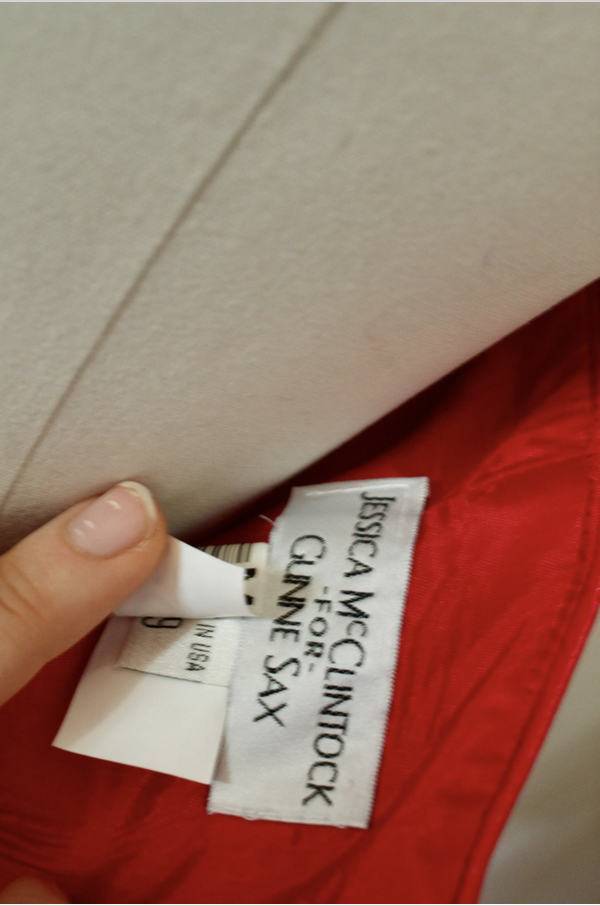 JESSICA MCCLINTOCK
-FOR-
GUNNE SAX
9
IN USA